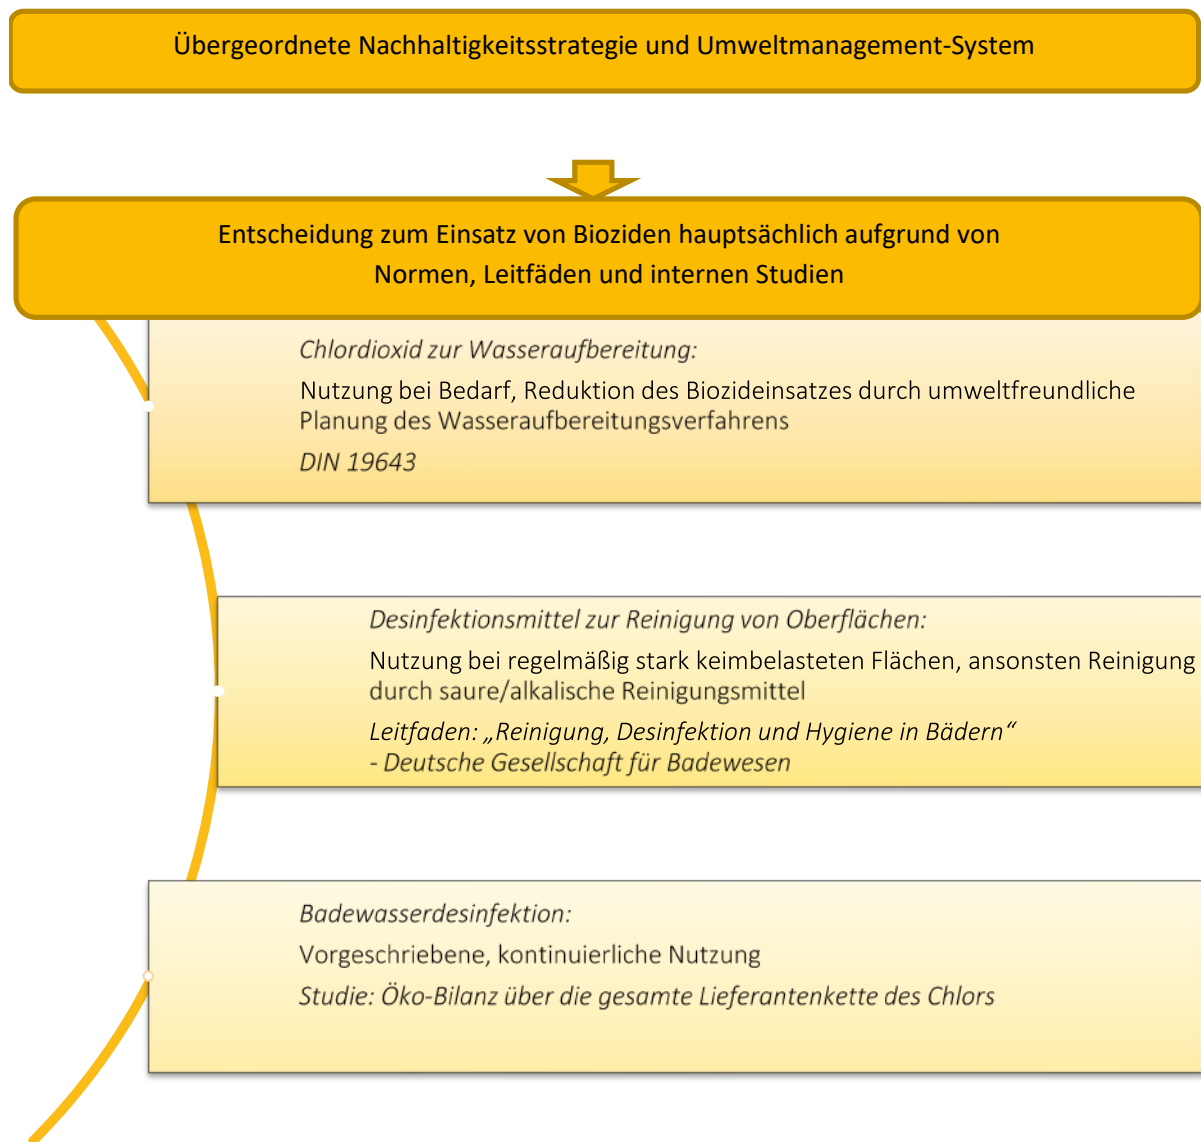 Übergeordnete Nachhaltigkeitsstrategie und Umweltmanagement-System
Entscheidung zum Einsatz von Bioziden hauptsächlich aufgrund von
Normen, Leitfäden und internen Studien
Chlordioxid zur Wasseraufbereitung:
Nutzung bei Bedarf, Reduktion des Biozideinsatzes durch umweltfreundliche
Planung des Wasseraufbereitungsverfahrens
DIN 19643
Desinfektionsmittel zur Reinigung von Oberflächen:
Nutzung bei regelmäßig stark keimbelasteten Flächen, ansonsten Reinigung
durch saure/alkalische Reinigungsmittel
Leitfaden: „Reinigung, Desinfektion und Hygiene in Bädern“
- Deutsche Gesellschaft für Badewesen
Badewasserdesinfektion:
Vorgeschriebene, kontinuierliche Nutzung
Studie: Öko-Bilanz über die gesamte Lieferantenkette des Chlors